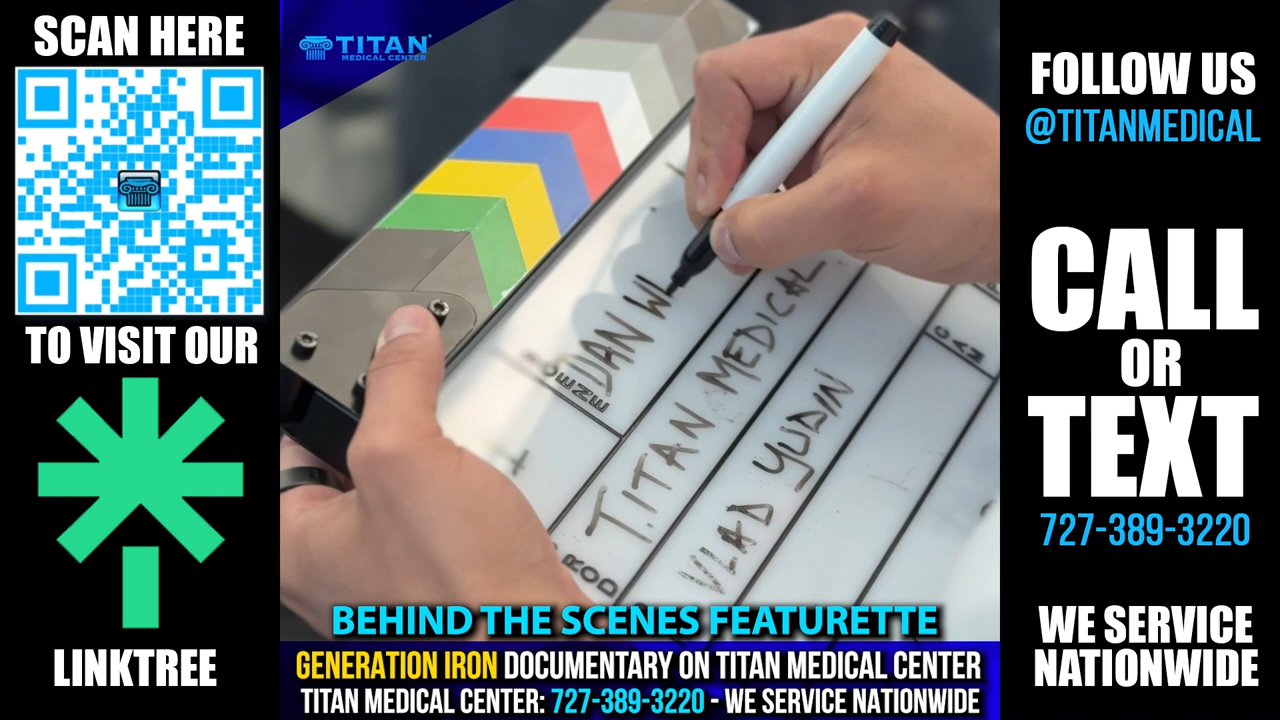 SCAN HERE
TO VISIT OUR
LINKTREE
TITAN
MEDICAL CENTER
DAN WI
TITAN MEDICAL
VLAD YUDIN
ROD
BEHIND THE SCENES FEATURETTE
GENERATION IRON DOCUMENTARY ON TITAN MEDICAL CENTER
TITAN MEDICAL CENTER: 727-389-3220 - WE SERVICE NATIONWIDE
FOLLOW US
@TITANMEDICAL
CALL
OR
TEXT
727-389-3220
WE SERVICE
NATIONWIDE